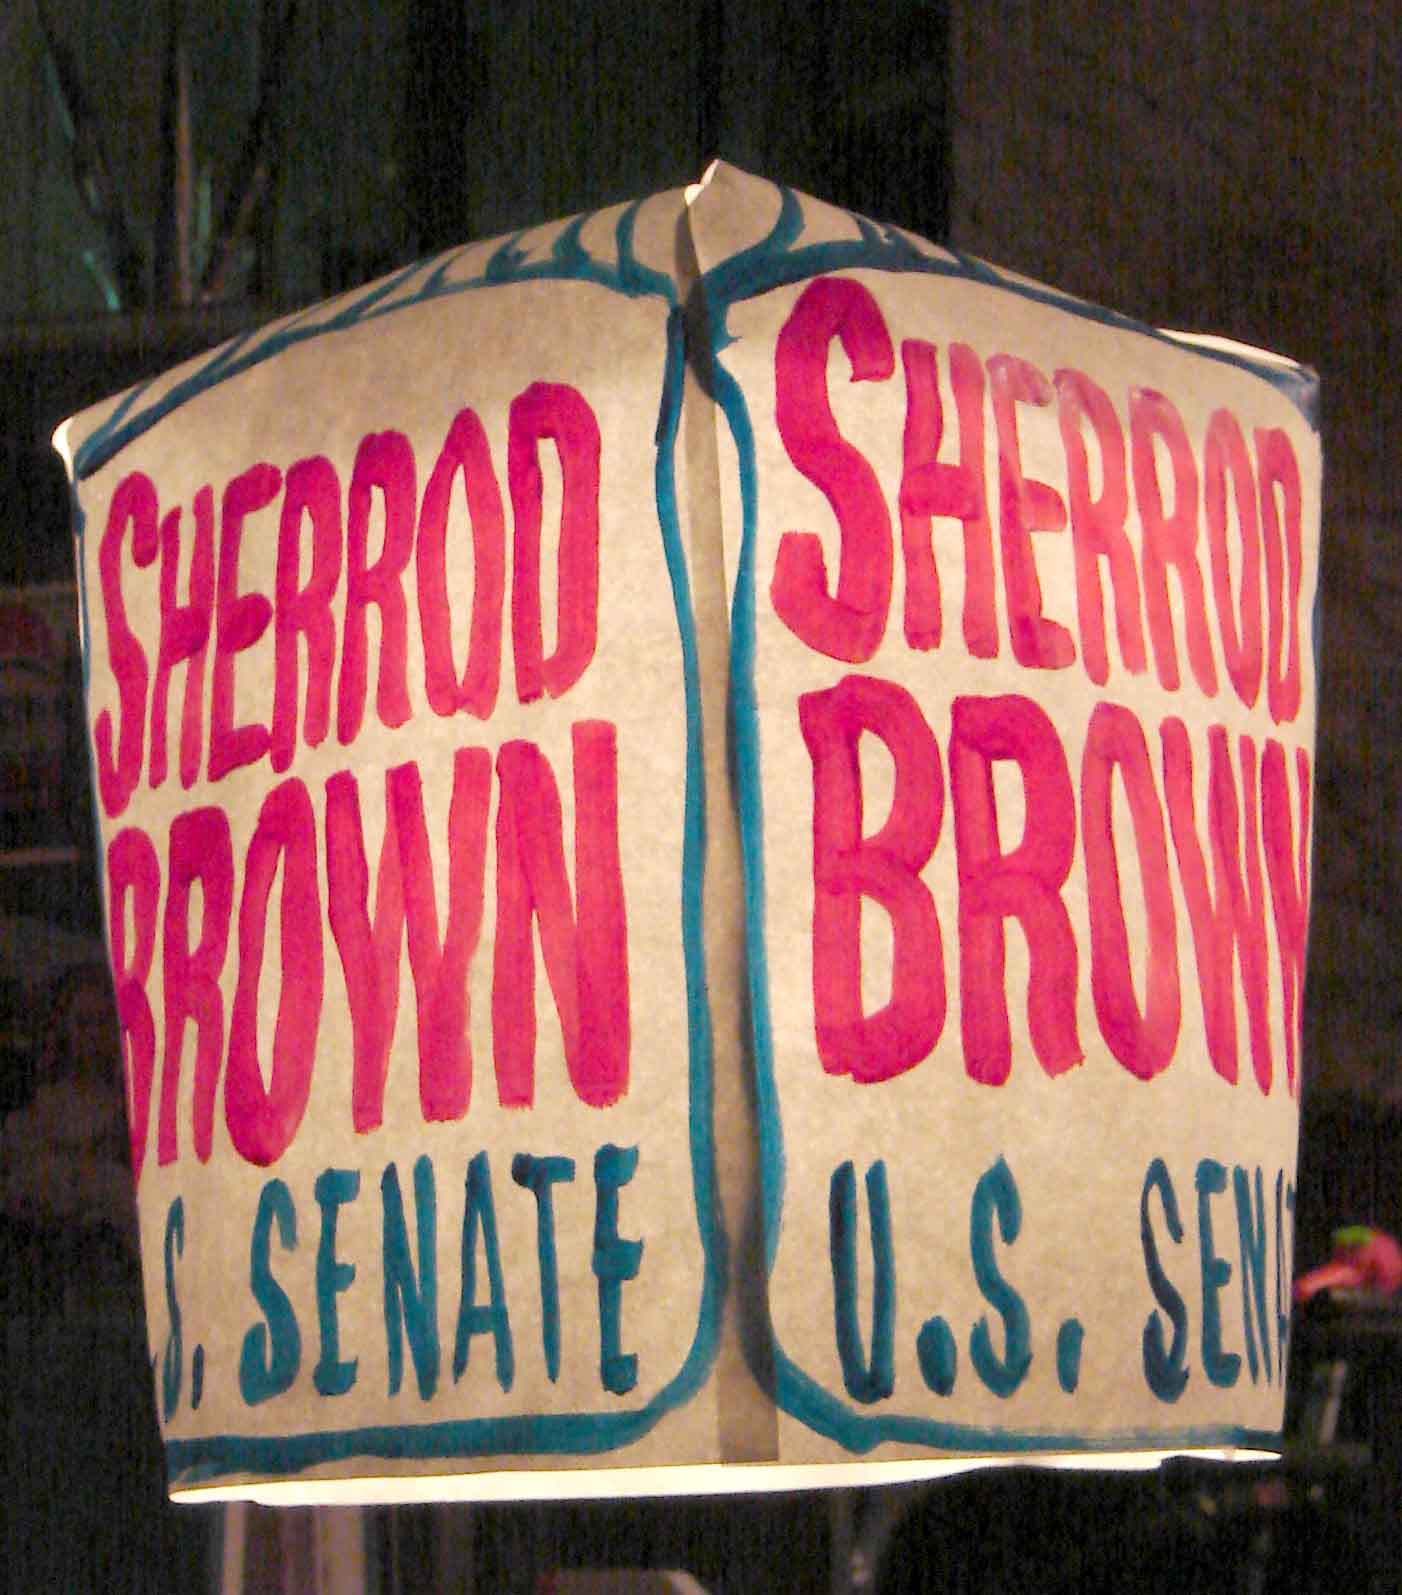 SHERROD
BROWN
S. SENATE
SHERROD
BROWN
U.S. SENA